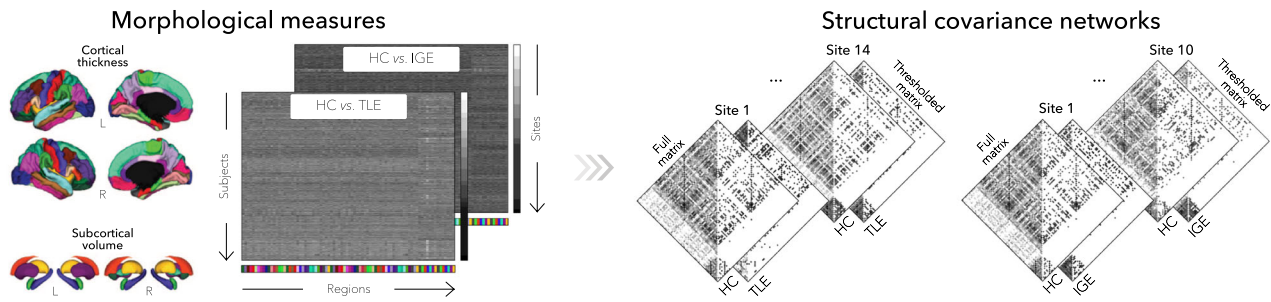 Morphological measures
Cortical
thickness
L
R
Subcortical
volume
L
R
HC vs. IGE
HC vs. TLE
Subjects
Sites
Regions
Structural covariance networks
Site 14
...
Site 1
Full
matrix
Thresholded
matrix
HC
TLE
HC
TLE
Site 10
...
Site 1
Full
matrix
Thresholded
matrix
HC
IGE
HC
IGE